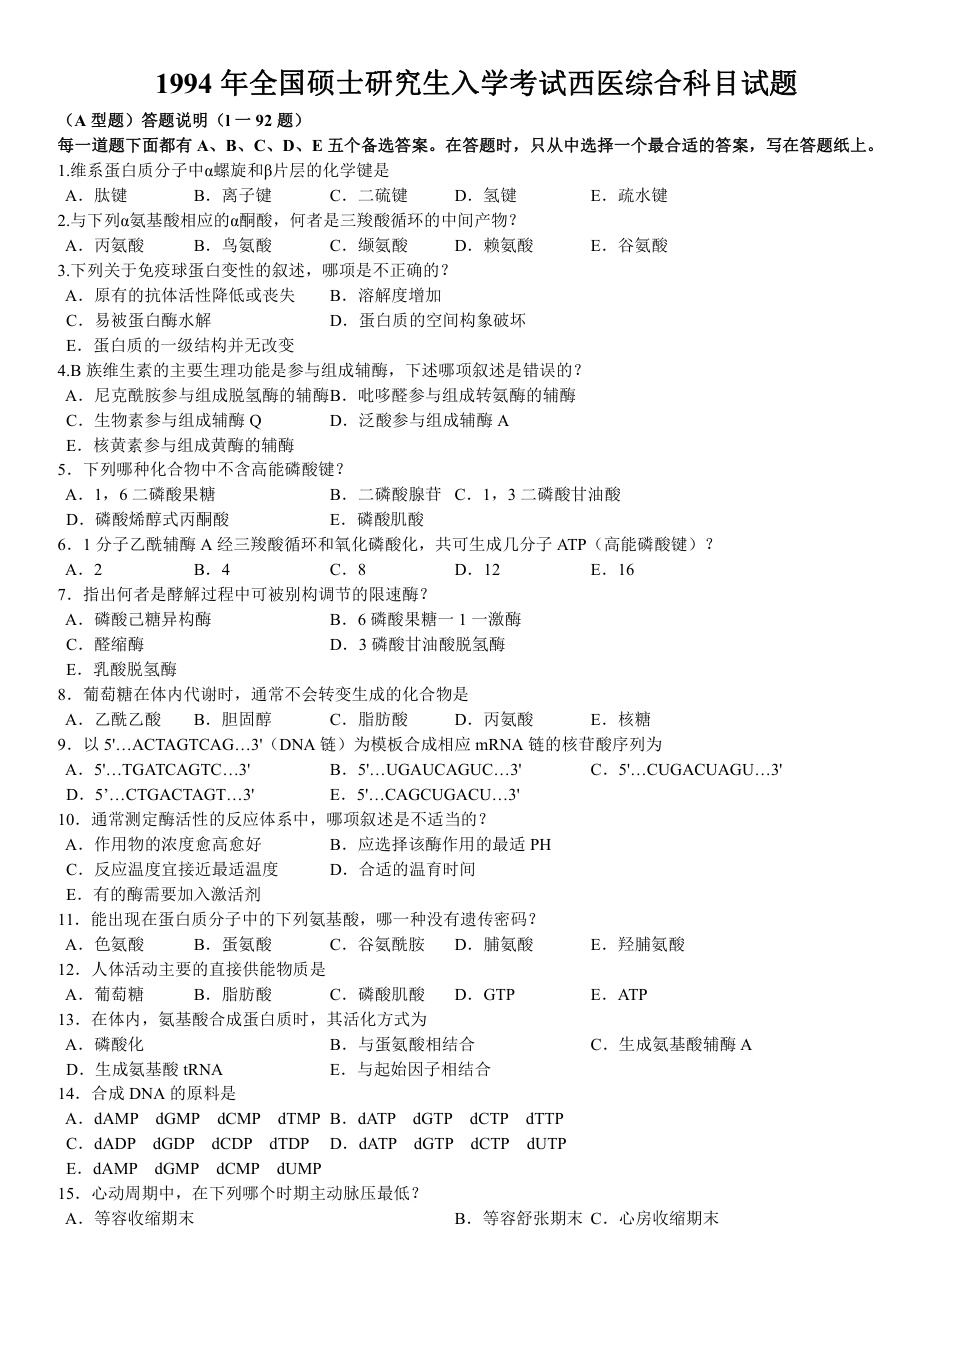 1994 年全国硕士研究生入学考试西医综合科目试题
（A 型题）答题说明（l 一 92 题）
每一道题下面都有 A、B、C、D、E 五个备选答案。在答题时，只从中选择一个最合适的答案，写在答题纸上。
1.维系蛋白质分子中α螺旋和β片层的化学键是
A．肽键 B．离子键 C．二硫键 D．氢键 E．疏水键
2.与下列α氨基酸相应的α酮酸，何者是三羧酸循环的中间产物？
A．丙氨酸 B．鸟氨酸 C．缬氨酸 D．赖氨酸 E．谷氨酸
3.下列关于免疫球蛋白变性的叙述，哪项是不正确的？
A．原有的抗体活性降低或丧失 B．溶解度增加
C．易被蛋白酶水解 D．蛋白质的空间构象破坏
E．蛋白质的一级结构并无改变
4.B 族维生素的主要生理功能是参与组成辅酶，下述哪项叙述是错误的？
A．尼克酰胺参与组成脱氢酶的辅酶B．吡哆醛参与组成转氨酶的辅酶
C．生物素参与组成辅酶 Q D．泛酸参与组成辅酶 A
E．核黄素参与组成黄酶的辅酶
5．下列哪种化合物中不含高能磷酸键？
A．1，6 二磷酸果糖 B．二磷酸腺苷 C．1，3 二磷酸甘油酸
D．磷酸烯醇式丙酮酸 E．磷酸肌酸
6．1 分子乙酰辅酶 A 经三羧酸循环和氧化磷酸化，共可生成几分子 ATP（高能磷酸键）？
A．2 B．4 C．8 D．12 E．16
7．指出何者是酵解过程中可被别构调节的限速酶？
A．磷酸己糖异构酶 B．6 磷酸果糖一 1 一激酶
C．醛缩酶 D．3 磷酸甘油酸脱氢酶
E．乳酸脱氢酶
8．葡萄糖在体内代谢时，通常不会转变生成的化合物是
A．乙酰乙酸 B．胆固醇 C．脂肪酸 D．丙氨酸 E．核糖
9．以 5'…ACTAGTCAG…3'（DNA 链）为模板合成相应 mRNA 链的核苷酸序列为
A．5'…TGATCAGTC…3' B．5'…UGAUCAGUC…3' C．5'…CUGACUAGU…3'
D．5’…CTGACTAGT…3' E．5'…CAGCUGACU…3'
10．通常测定酶活性的反应体系中，哪项叙述是不适当的？
A．作用物的浓度愈高愈好 B．应选择该酶作用的最适 PH
C．反应温度宜接近最适温度 D．合适的温育时间
E．有的酶需要加入激活剂
11．能出现在蛋白质分子中的下列氨基酸，哪一种没有遗传密码？
A．色氨酸 B．蛋氨酸 C．谷氨酰胺 D．脯氨酸 E．羟脯氨酸
12．人体活动主要的直接供能物质是
A．葡萄糖 B．脂肪酸 C．磷酸肌酸 D．GTP E．ATP
13．在体内，氨基酸合成蛋白质时，其活化方式为
A．磷酸化 B．与蛋氨酸相结合 C．生成氨基酸辅酶 A
D．生成氨基酸 tRNA E．与起始因子相结合
14．合成 DNA 的原料是
A．dAMP dGMP dCMP dTMP B．dATP dGTP dCTP dTTP
C．dADP dGDP dCDP dTDP D．dATP dGTP dCTP dUTP
E．dAMP dGMP dCMP dUMP
15．心动周期中，在下列哪个时期主动脉压最低？
A．等容收缩期末 B．等容舒张期末 C．心房收缩期末